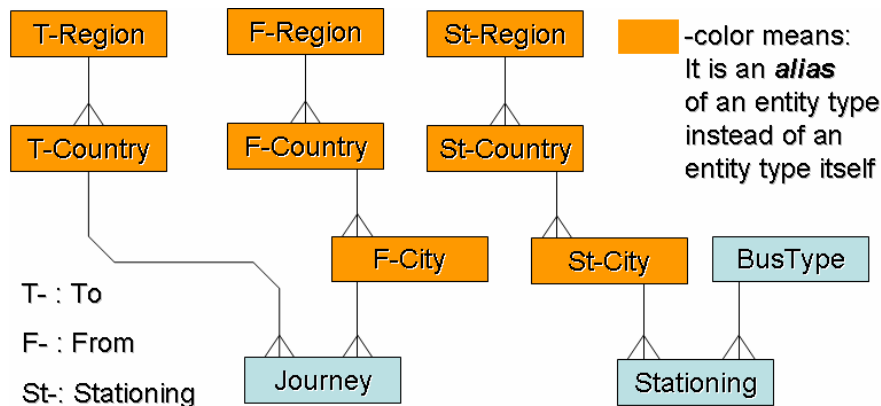 T-Region
F-Region
St-Region
-color means:
It is an alias
of an entity type
instead of an
entity type itself
T-Country
F-Country
St-Country
F-City
St-City
BusType
T- : To
F- : From
St-: Stationing
Journey
Stationing